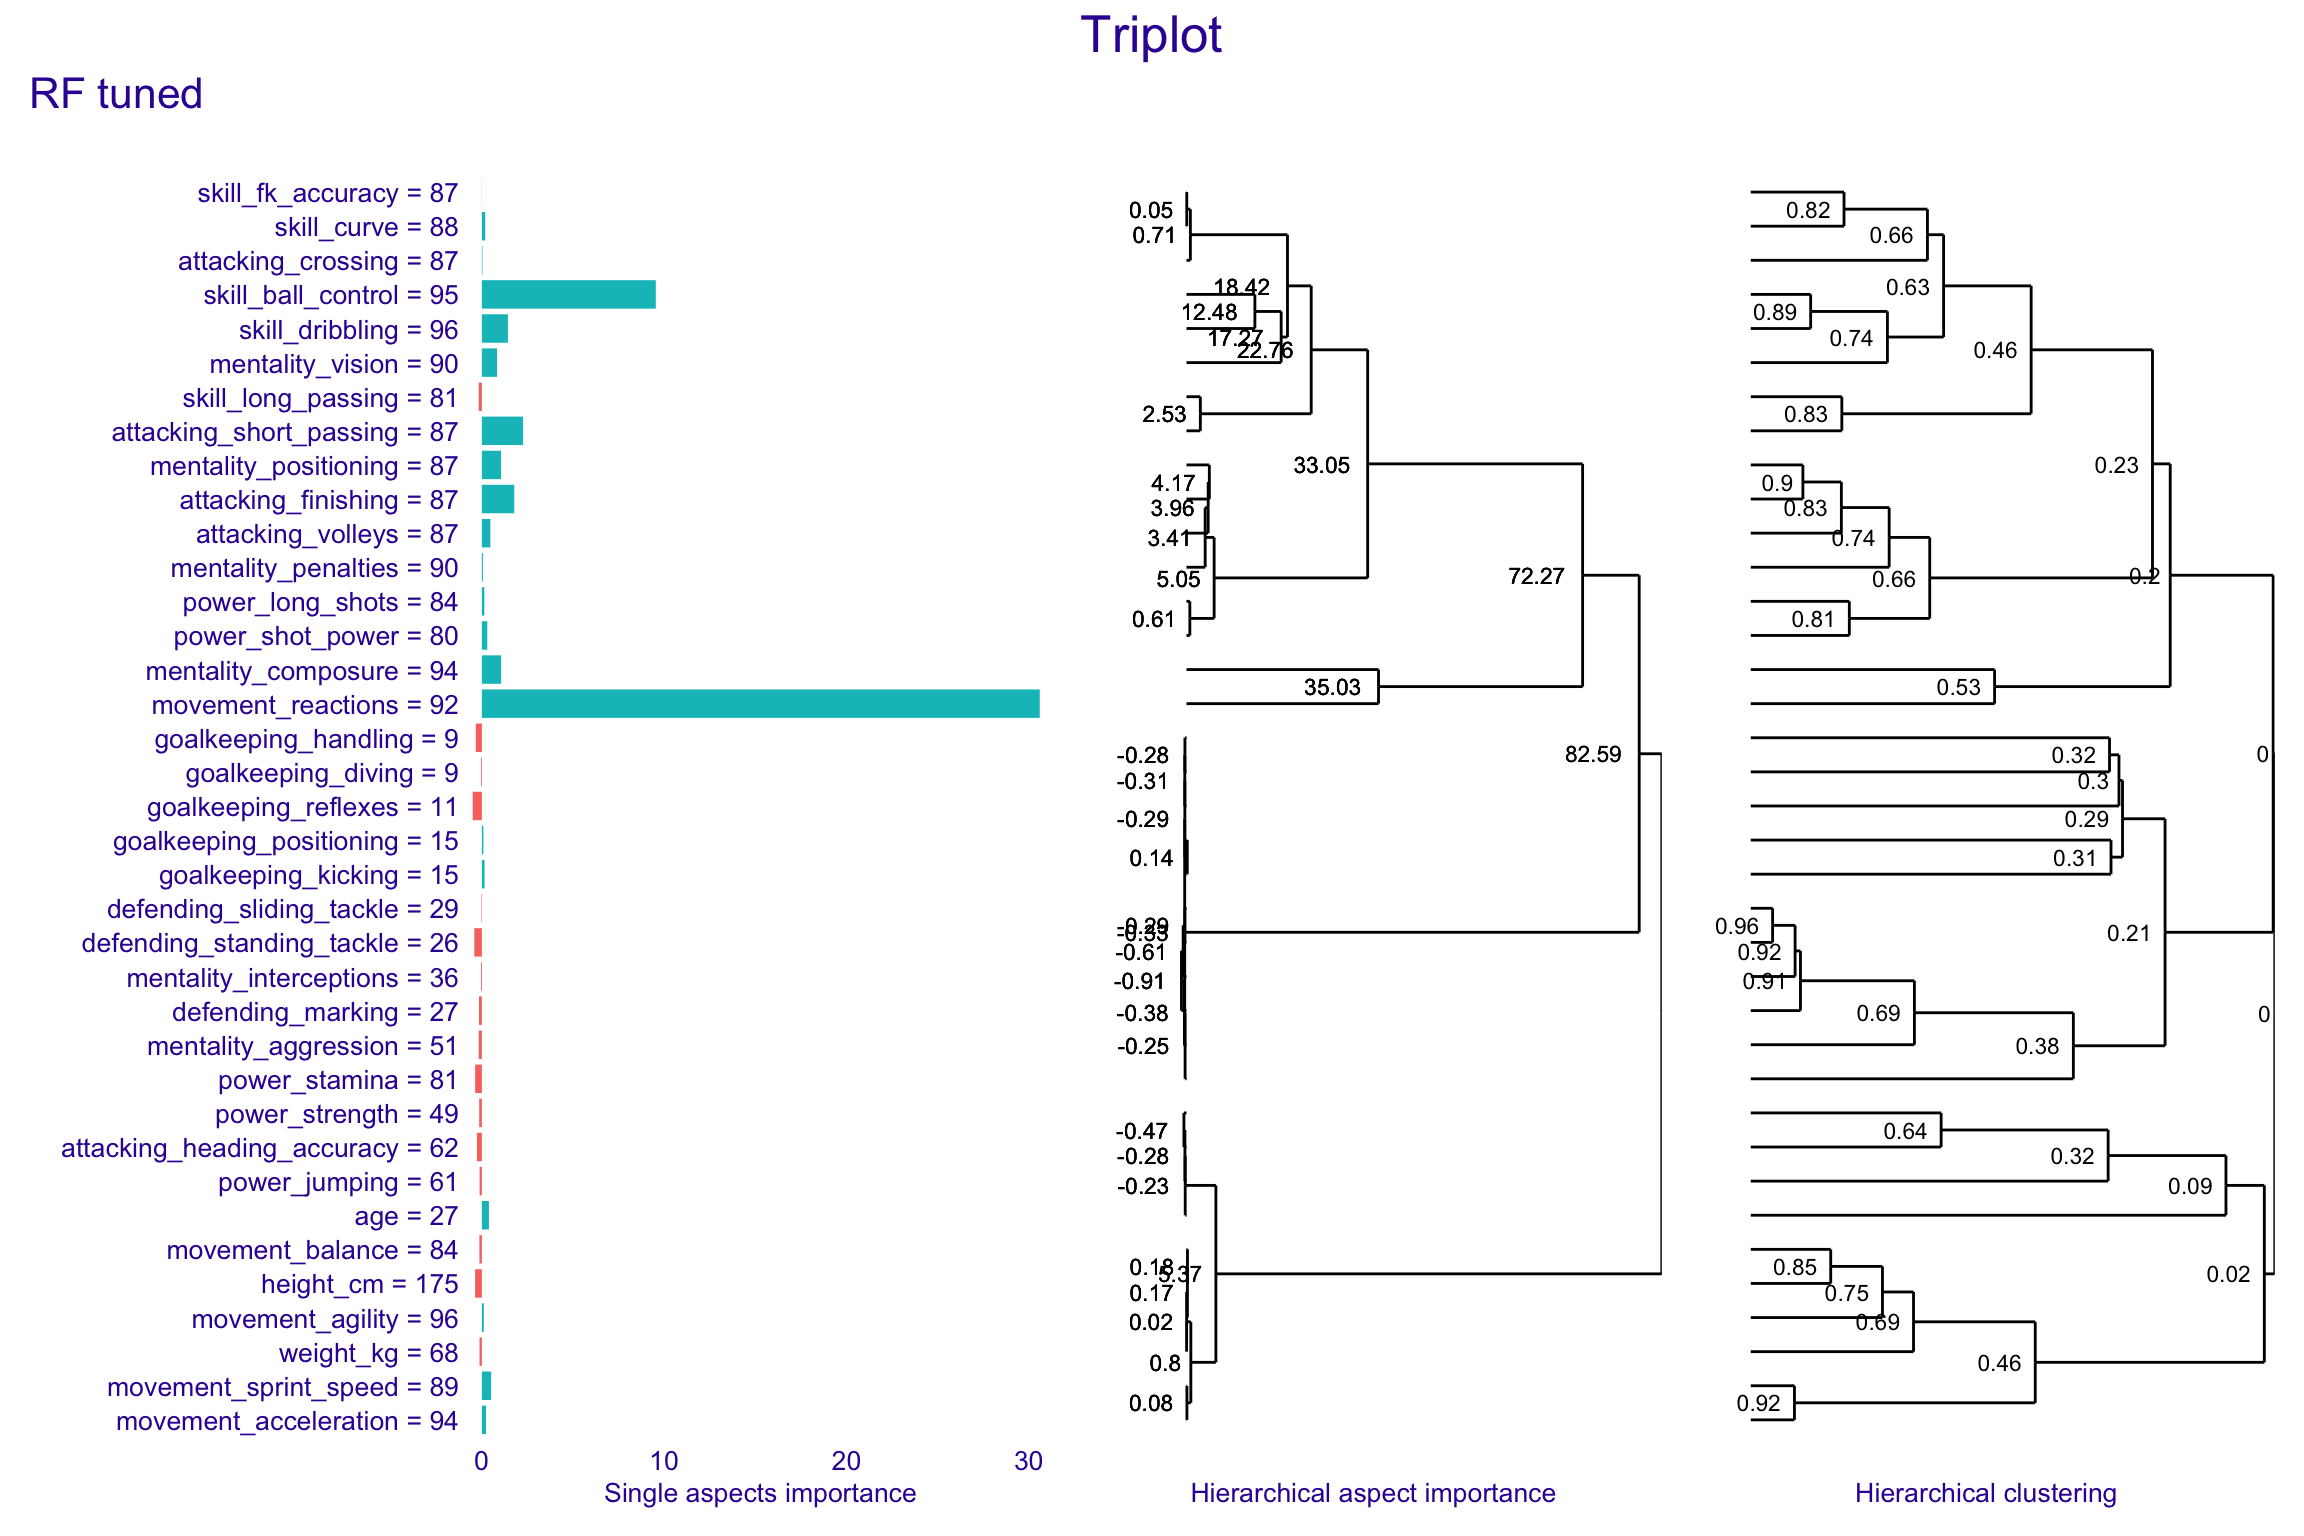 Triplot
RF tuned
skill_fk_accuracy = 87
skill_curve = 88
attacking_crossing = 87
skill_ball_control = 95
skill_dribbling = 96
mentality_vision = 90
skill_long_passing = 81
attacking_short_passing = 87
mentality_positioning = 87
attacking_finishing = 87
attacking_volleys = 87
mentality_penalties = 90
power_long_shots = 84
power_shot_power = 80
mentality_composure = 94
movement_reactions = 92
goalkeeping_handling = 9
goalkeeping_diving = 9
goalkeeping_reflexes = 11
goalkeeping_positioning = 15
goalkeeping_kicking = 15
defending_sliding_tackle = 29
defending_standing_tackle = 26
mentality_interceptions = 36
defending_marking = 27
mentality_aggression = 51
power_stamina = 81
power_strength = 49
attacking_heading_accuracy = 62
power_jumping = 61
age = 27
movement_balance = 84
height_cm = 175
movement_agility = 96
weight_kg = 68
movement_sprint_speed = 89
movement_acceleration = 94
0 10 20 30
Single aspects importance
0.05
0.71
18.42
12.48
17.27
22.76
2.53
33.05
4.17
3.96
3.41
72.27
5.05
0.61
35.03
82.59
-0.28
-0.31
-0.29
0.14
-0.29
-0.61
-0.91
-0.38
-0.25
-0.47
-0.28
-0.23
0.18
5.37
0.17
0.02
0.8
0.08
Hierarchical aspect importance
0.82
0.66
0.63
0.89
0.74
0.46
0.83
0.23
0.9
0.83
0.74
0.2
0.66
0.81
0.53
0
0.32
0.3
0.29
0.31
0.96
0.21
0.92
0.91
0.69
0
0.38
0.64
0.32
0.09
0.85
0.02
0.75
0.69
0.46
0.92
Hierarchical clustering